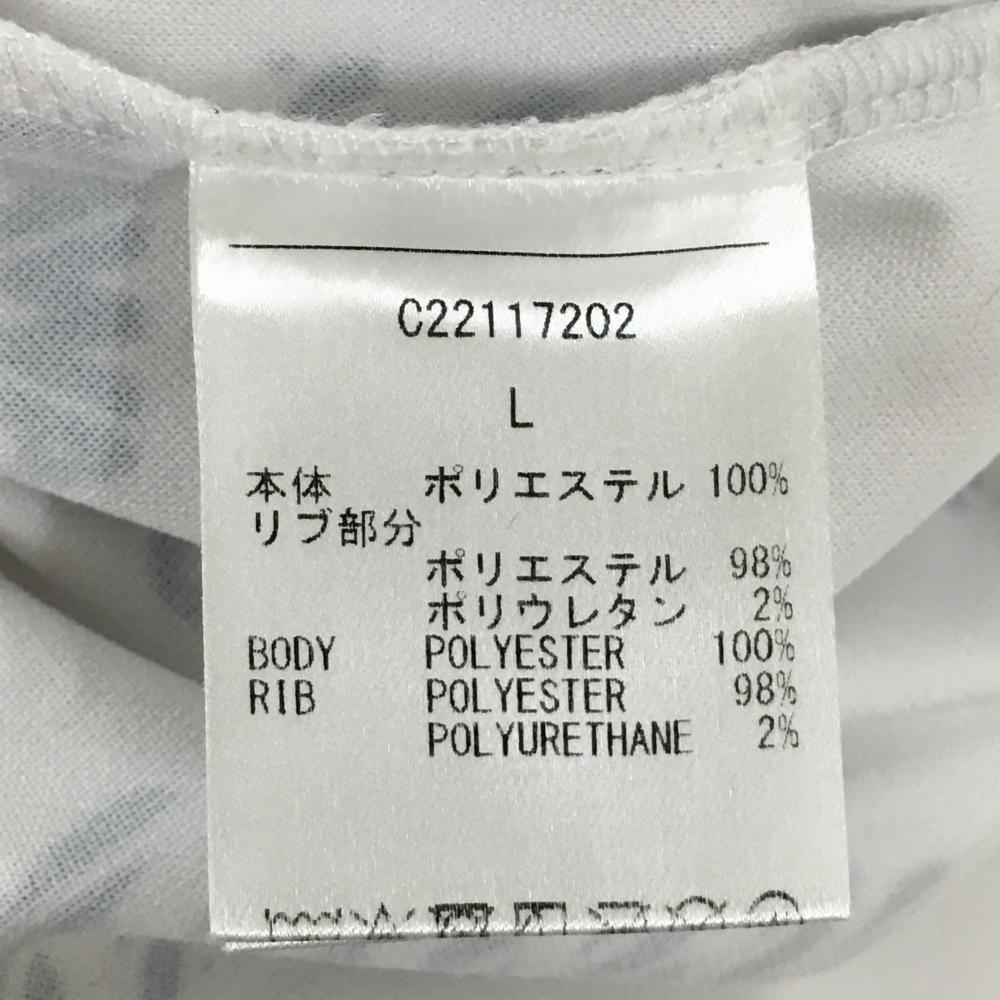 C22117202
L
本体 ポリエステル 100%
リブ部分
ポリエステル 98%
ポリウレタン 2%
BODY POLYESTER 100%
RIB POLYESTER 98%
POLYURETHANE 2%